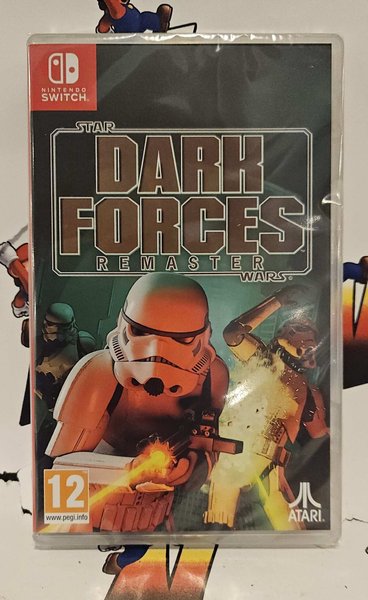 NINTENDO
SWITCH
STAR
DARK
FORCES
REMASTER
WARS
12
www.pegi.info
ATARI